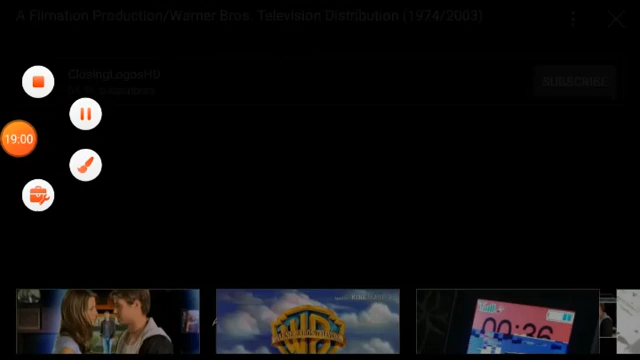 A Filmation Production/Warner Bros. Television Distribution (1974/2003)
ClosingLogosHD
SUBSCRIBE
19:00
00:36